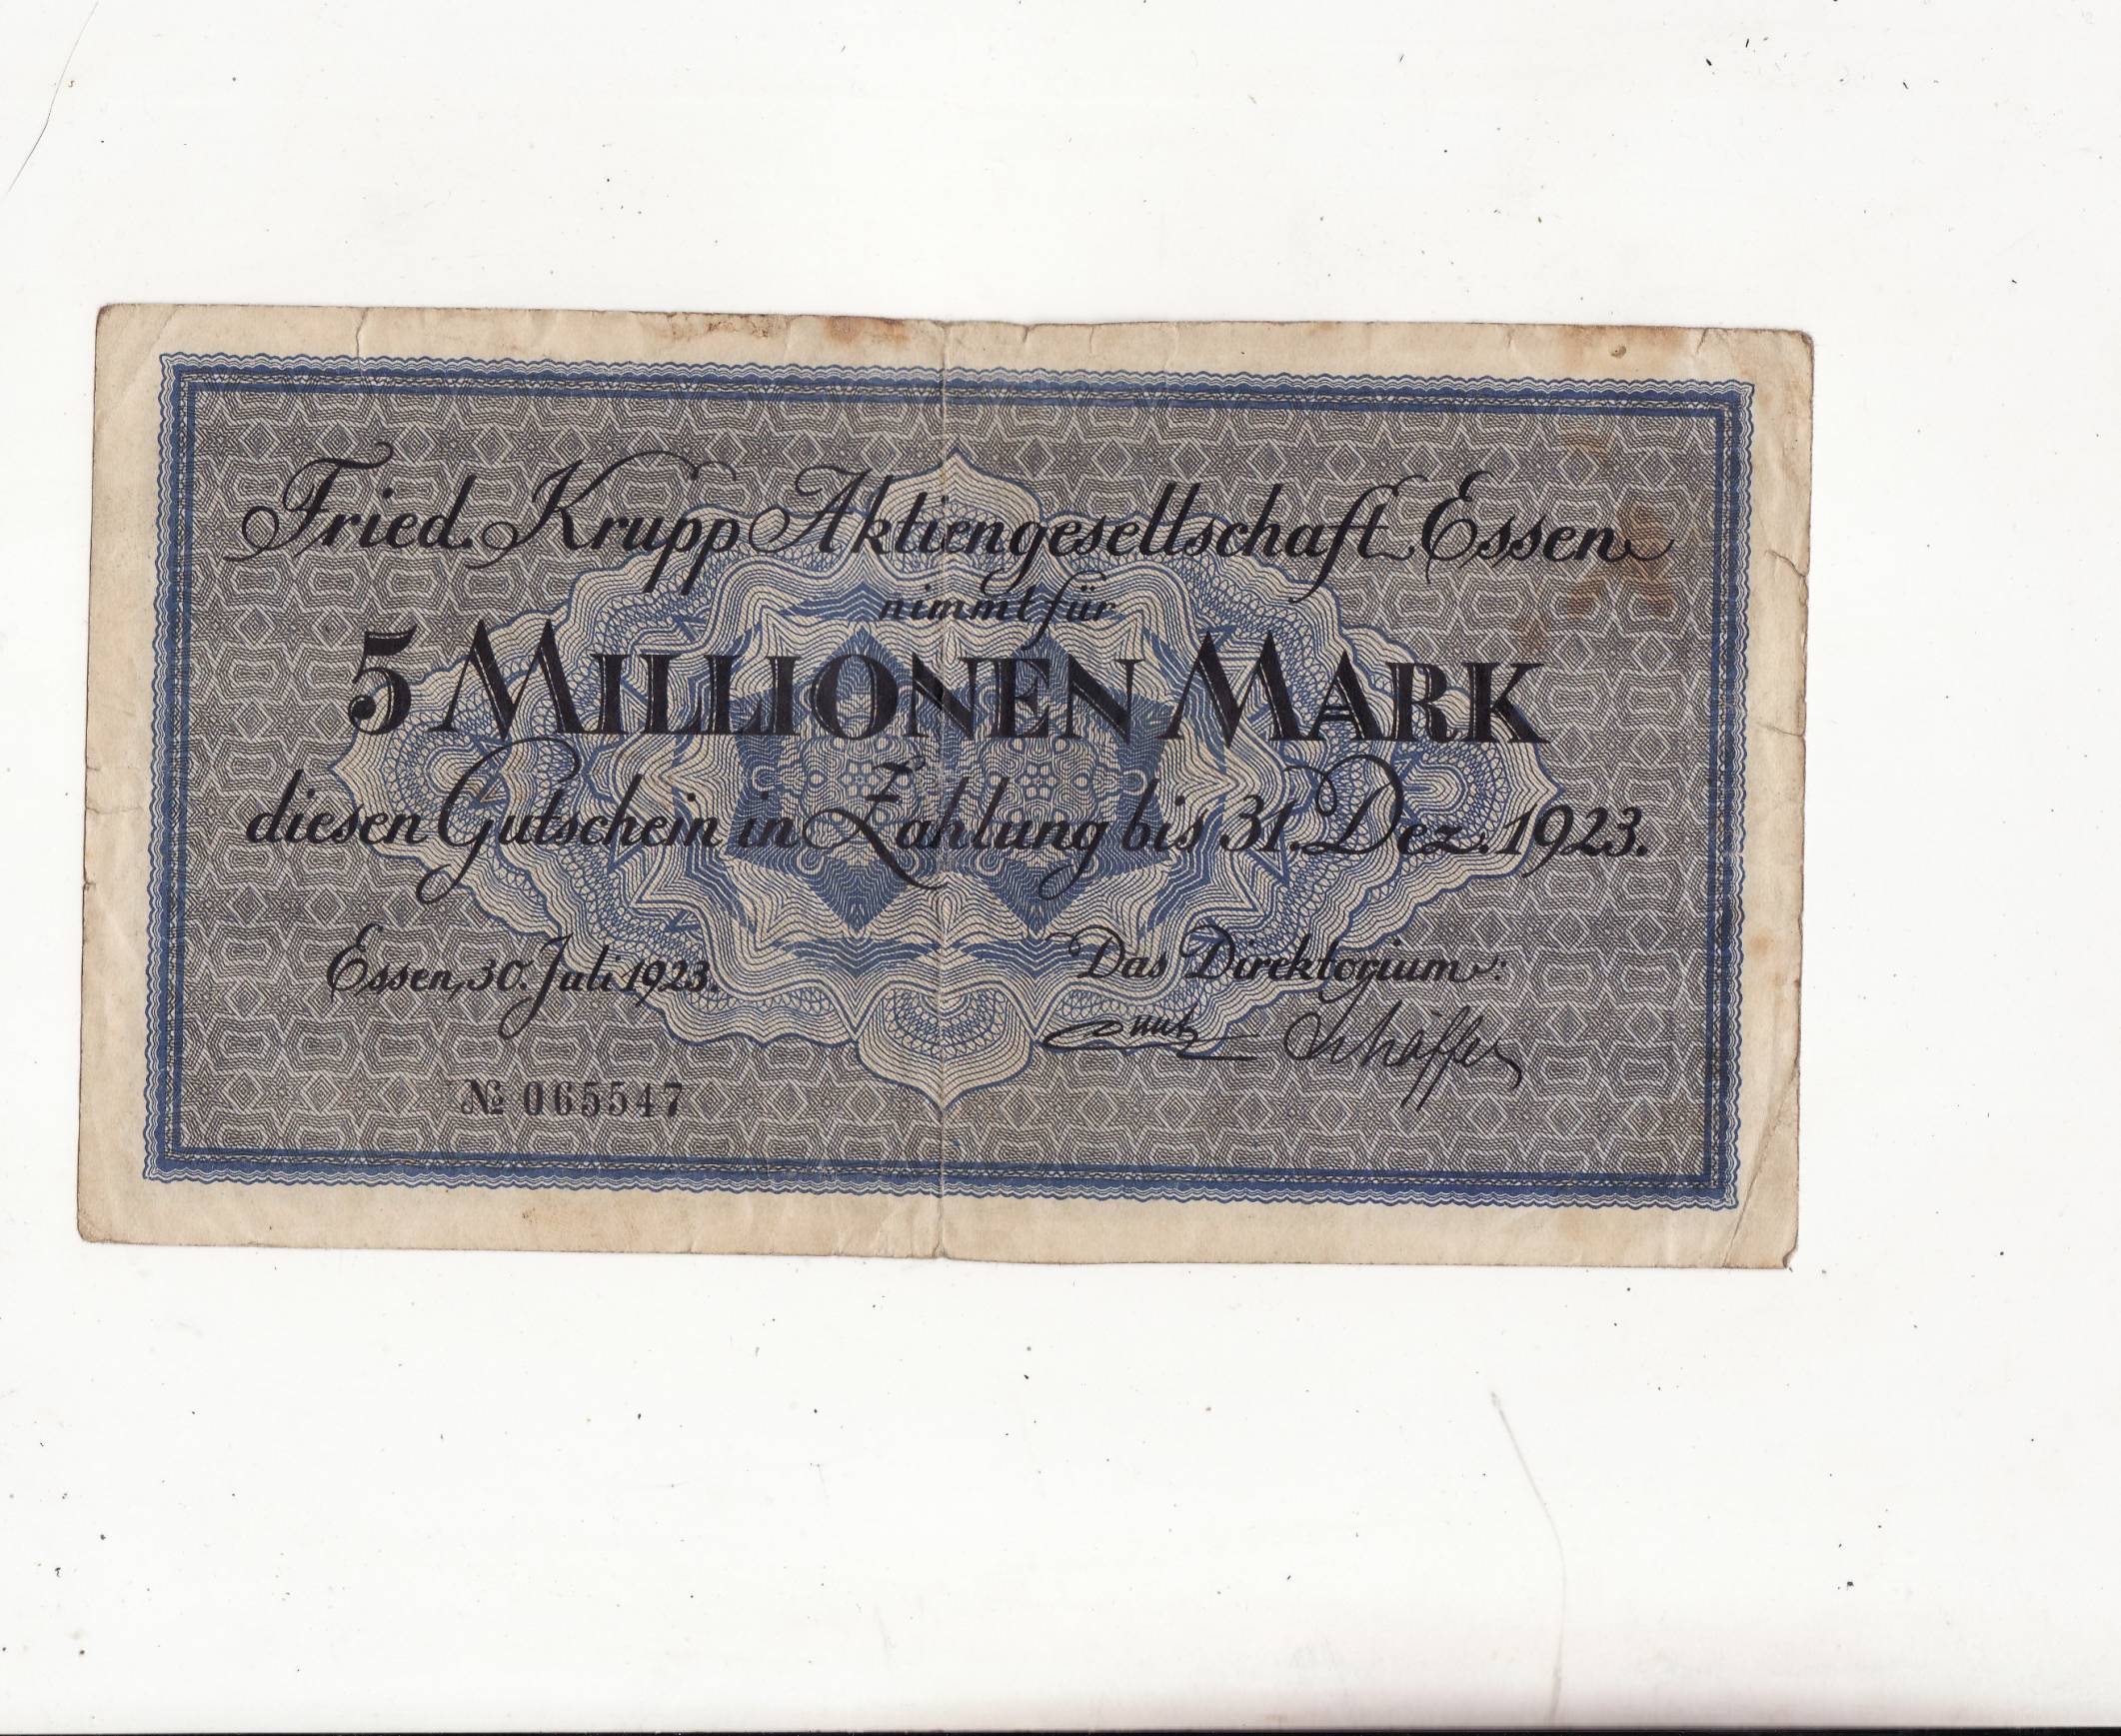 Fried. Krupp Aktiengesellschaft Essen
nimmt für
5 MILLIONEN MARK
diesen Gutschein in Zahlung bis 31. Dez. 1923.
Essen, 30. Juli 1923.
Das Direktorium:
Schäffer
№ 065547